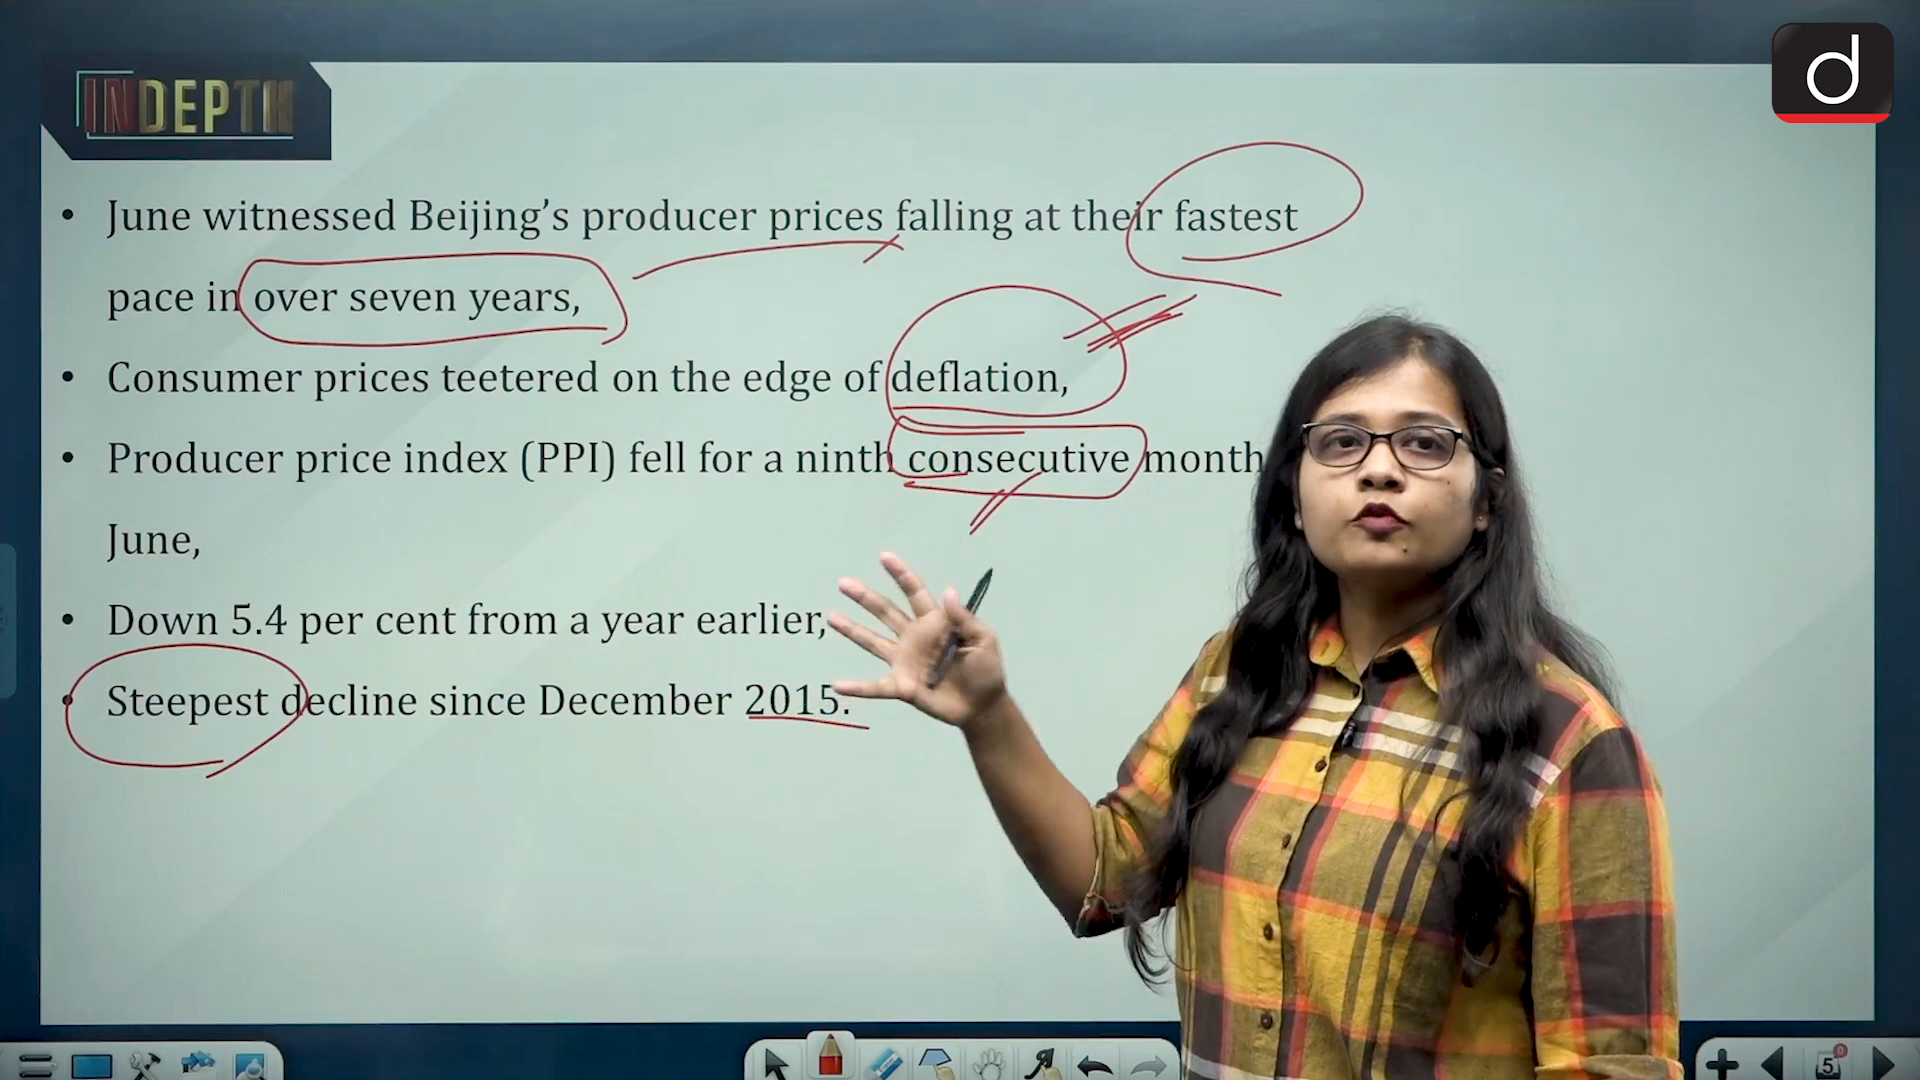 d
INDEPTH
• June witnessed Beijing’s producer prices falling at their fastest
pace in over seven years,
• Consumer prices teetered on the edge of deflation,
• Producer price index (PPI) fell for a ninth consecutive month
June,
• Down 5.4 per cent from a year earlier,
• Steepest decline since December 2015.
5
0